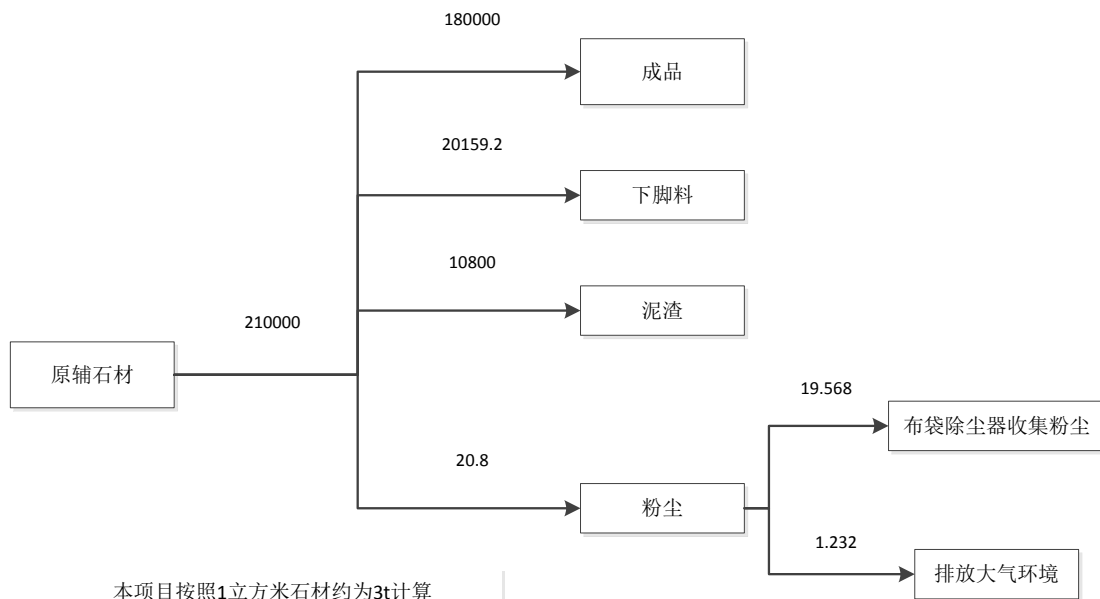 180000
成品
20159.2
下脚料
10800
泥渣
210000
原辅石材
19.568
布袋除尘器收集粉尘
20.8
粉尘
1.232
排放大气环境
本项目按照1立方米石材约为3t计算